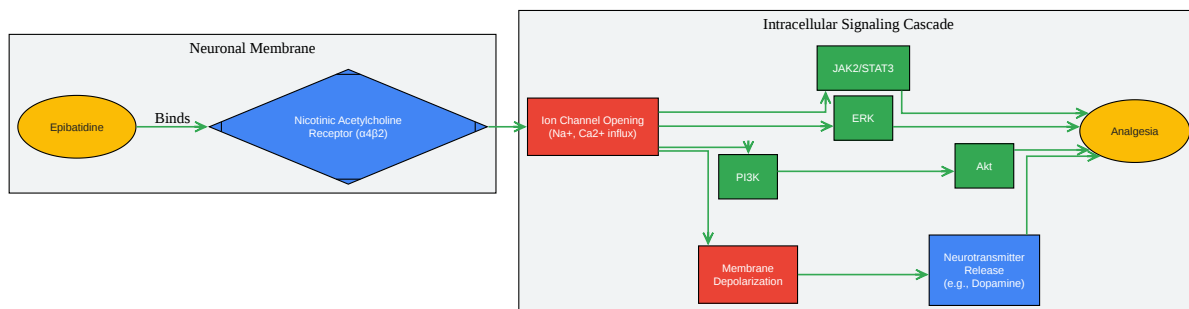 Neuronal Membrane
Epibatidine
Binds
Nicotinic Acetylcholine
Receptor (α4β2)
Intracellular Signaling Cascade
Ion Channel Opening
(Na+, Ca2+ influx)
JAK2/STAT3
ERK
PI3K
Akt
Analgesia
Membrane
Depolarization
Neurotransmitter
Release
(e.g., Dopamine)